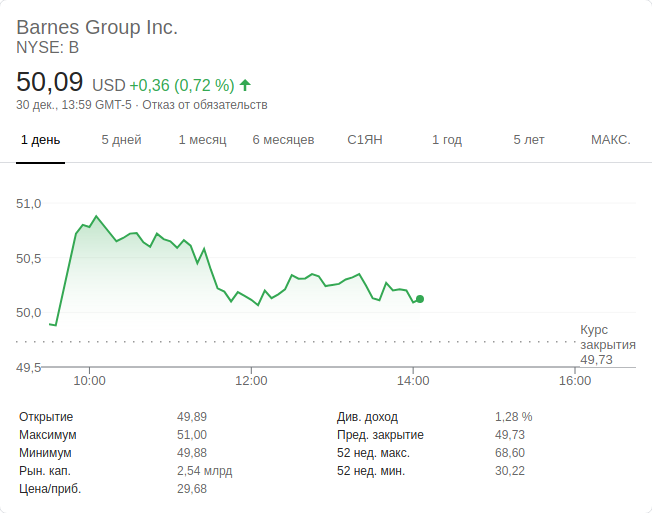 Barnes Group Inc.
NYSE: B
50,09 USD +0,36 (0,72 %)
30 дек., 13:59 GMT-5 · Отказ от обязательств
1 день 5 дней 1 месяц 6 месяцев С1ЯН 1 год 5 лет МАКС.
51,0
50,5
50,0
Курс
закрытия
49,73
49,5
10:00 12:00 14:00 16:00
Открытие 49,89 Див. доход 1,28 %
Максимум 51,00 Пред. закрытие 49,73
Минимум 49,88 52 нед. макс. 68,60
Рын. кап. 2,54 млрд 52 нед. мин. 30,22
Цена/приб. 29,68